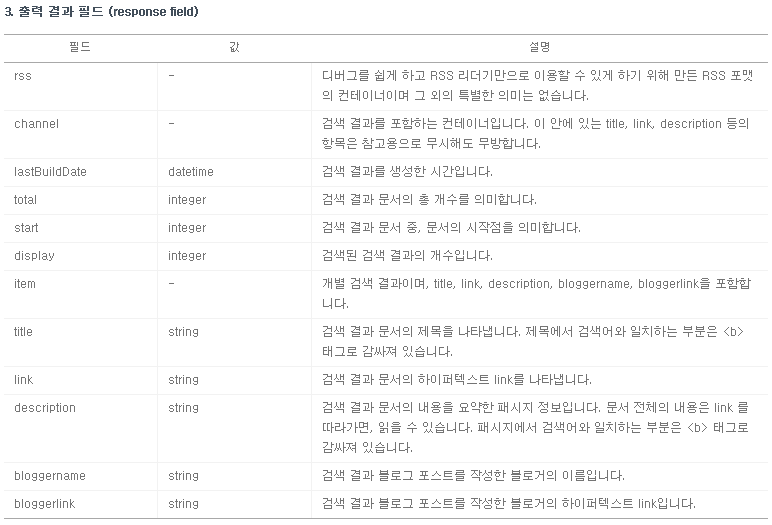 3. 출력 결과 필드 (response field)
필드 값 설명
rss - 디버그를 쉽게 하고 RSS 리더기만으로 이용할 수 있게 하기 위해 만든 RSS 포맷
의 컨테이너이며 그 외의 특별한 의미는 없습니다.
channel - 검색 결과를 포함하는 컨테이너입니다. 이 안에 있는 title, link, description 등의
항목은 참고용으로 무시해도 무방합니다.
lastBuildDate datetime 검색 결과를 생성한 시간입니다.
total integer 검색 결과 문서의 총 개수를 의미합니다.
start integer 검색 결과 문서 중, 문서의 시작점을 의미합니다.
display integer 검색된 검색 결과의 개수입니다.
item - 개별 검색 결과이며, title, link, description, bloggername, bloggerlink을 포함합
니다.
title string 검색 결과 문서의 제목을 나타냅니다. 제목에서 검색어와 일치하는 부분은 <b>
태그로 감싸져 있습니다.
link string 검색 결과 문서의 하이퍼텍스트 link를 나타냅니다.
description string 검색 결과 문서의 내용을 요약한 패시지 정보입니다. 문서 전체의 내용은 link 를
따라가면, 읽을 수 있습니다. 패시지에서 검색어와 일치하는 부분은 <b> 태그로
감싸져 있습니다.
bloggername string 검색 결과 블로그 포스트를 작성한 블로거의 이름입니다.
bloggerlink string 검색 결과 블로그 포스트를 작성한 블로거의 하이퍼텍스트 link입니다.